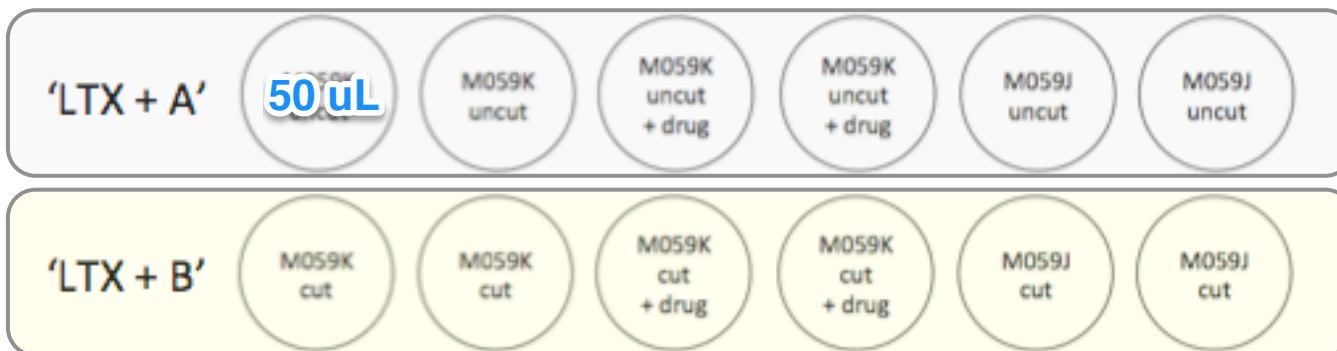 ‘LTX + A’
50 uL
M059K
uncut
M059K
uncut
+ drug
M059K
uncut
+ drug
M059J
uncut
M059J
uncut
‘LTX + B’
M059K
cut
M059K
cut
M059K
cut
+ drug
M059K
cut
+ drug
M059J
cut
M059J
cut